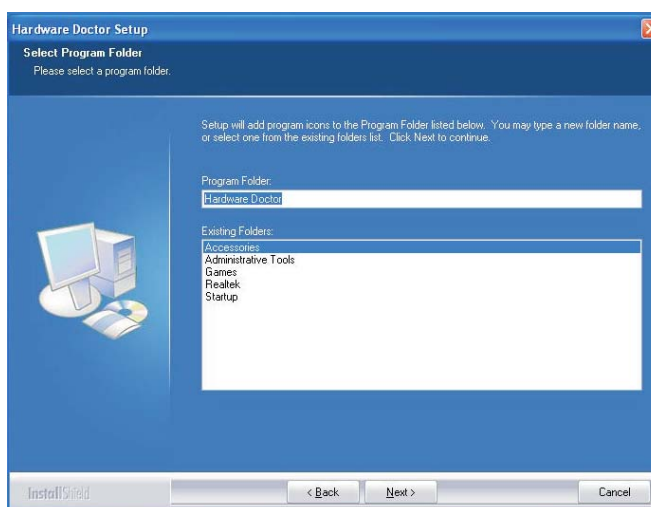 Hardware Doctor Setup
Select Program Folder
Please select a program folder.
Setup will add program icons to the Program Folder listed below. You may type a new folder name,
or select one from the existing folders list. Click Next to continue.
Program Folder:
Hardware Doctor
Existing Folders:
Accessories
Administrative Tools
Games
Realtek
Startup
InstallShield
< Back
Next >
Cancel